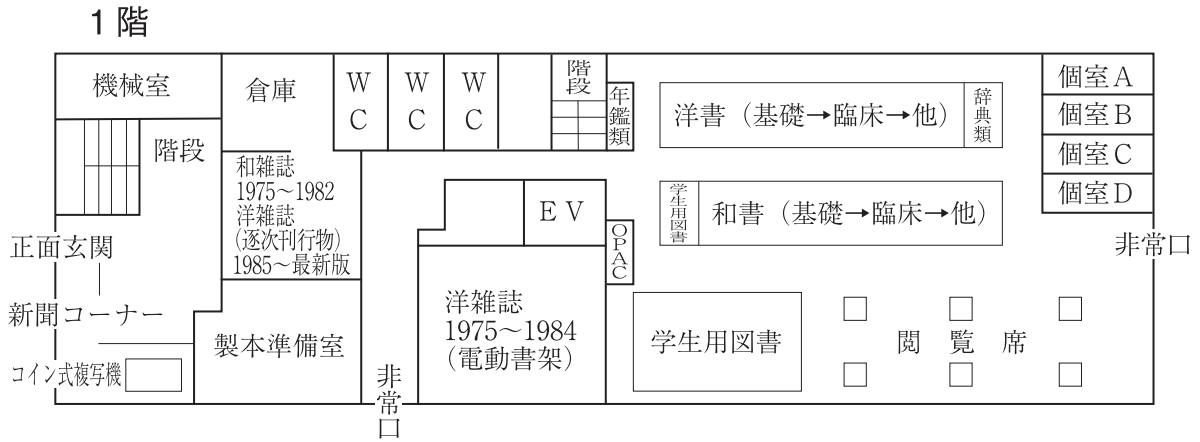 1階
機械室
階段
正面玄関
新聞コーナー
コイン式複写機
倉庫
和雑誌
1975～1982
洋雑誌
(逐次刊行物)
1985～最新版
製本準備室
WC
WC
WC
階段
年鑑類
EV
OPAC
洋雑誌
1975～1984
(電動書架)
非常口
洋書（基礎→臨床→他）
辞典類
学生用図書
和書（基礎→臨床→他）
学生用図書
閲覧席
個室A
個室B
個室C
個室D
非常口